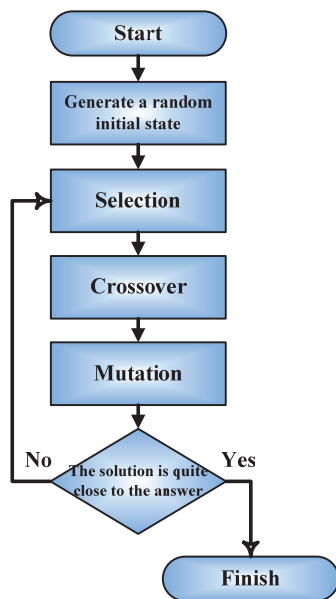 Start
Generate a random
initial state
Selection
Crossover
Mutation
No
The solution is quite
close to the answer
Yes
Finish